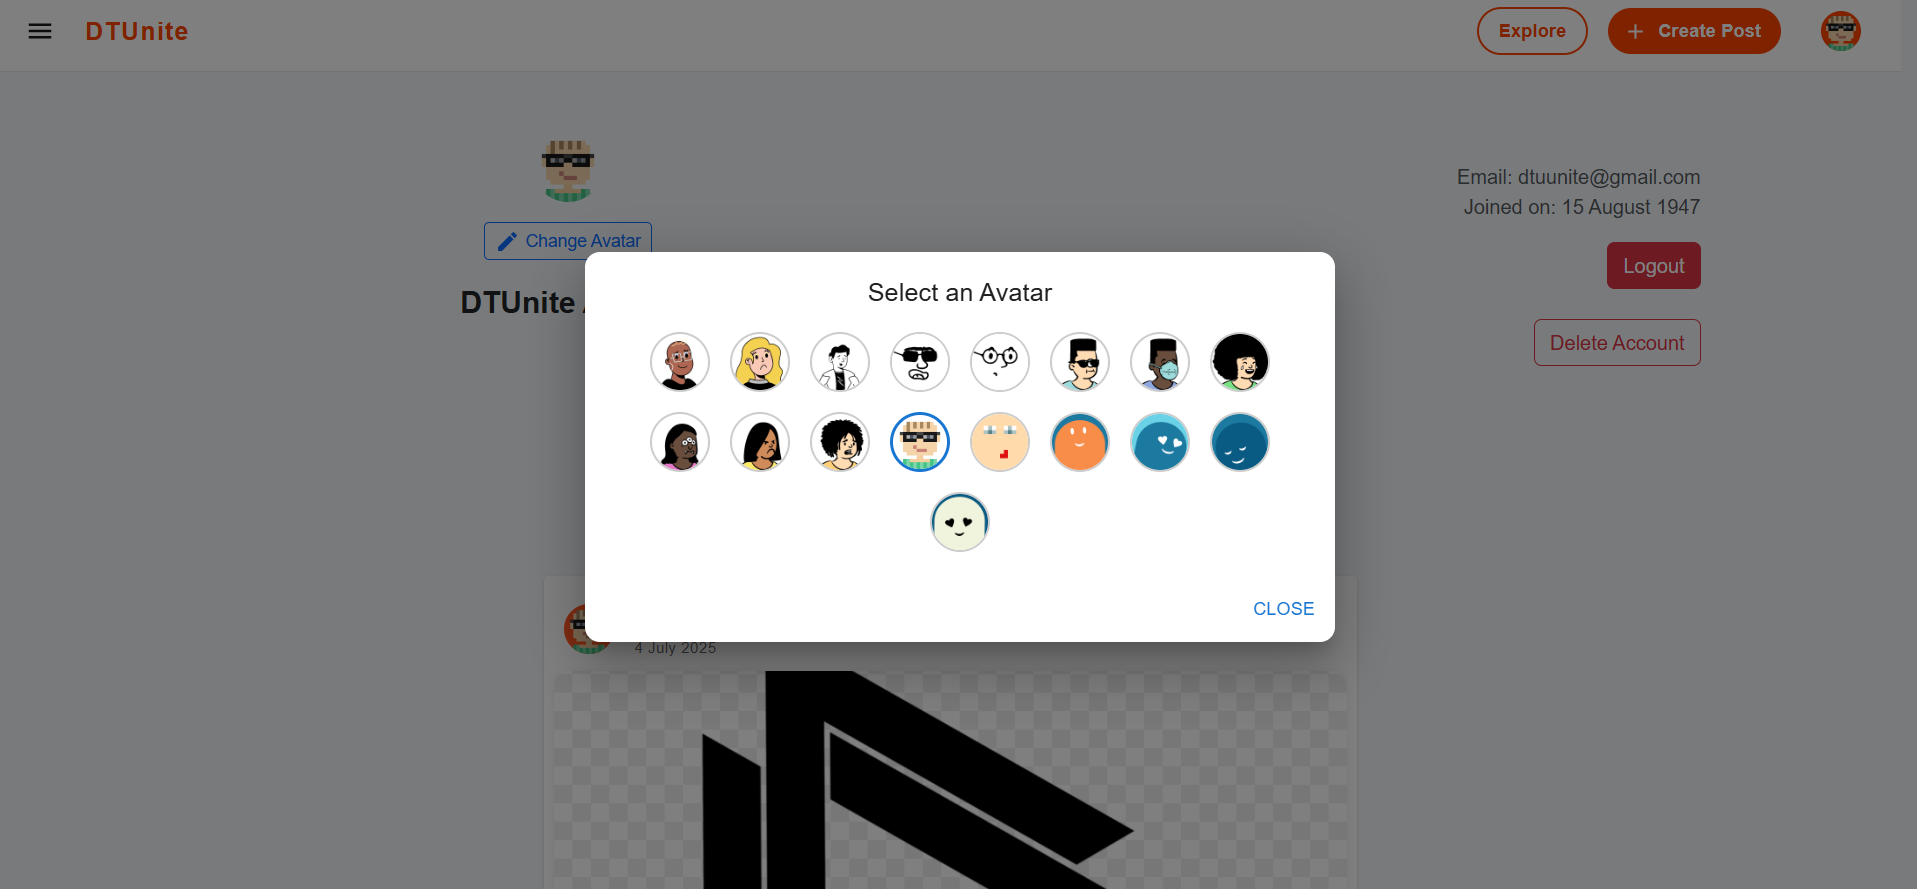 DTUnite
Explore
+ Create Post
Email: dtuunite@gmail.com
Joined on: 15 August 1947
Change Avatar
Logout
DTUnite
Select an Avatar
Delete Account
CLOSE
4 July 2025